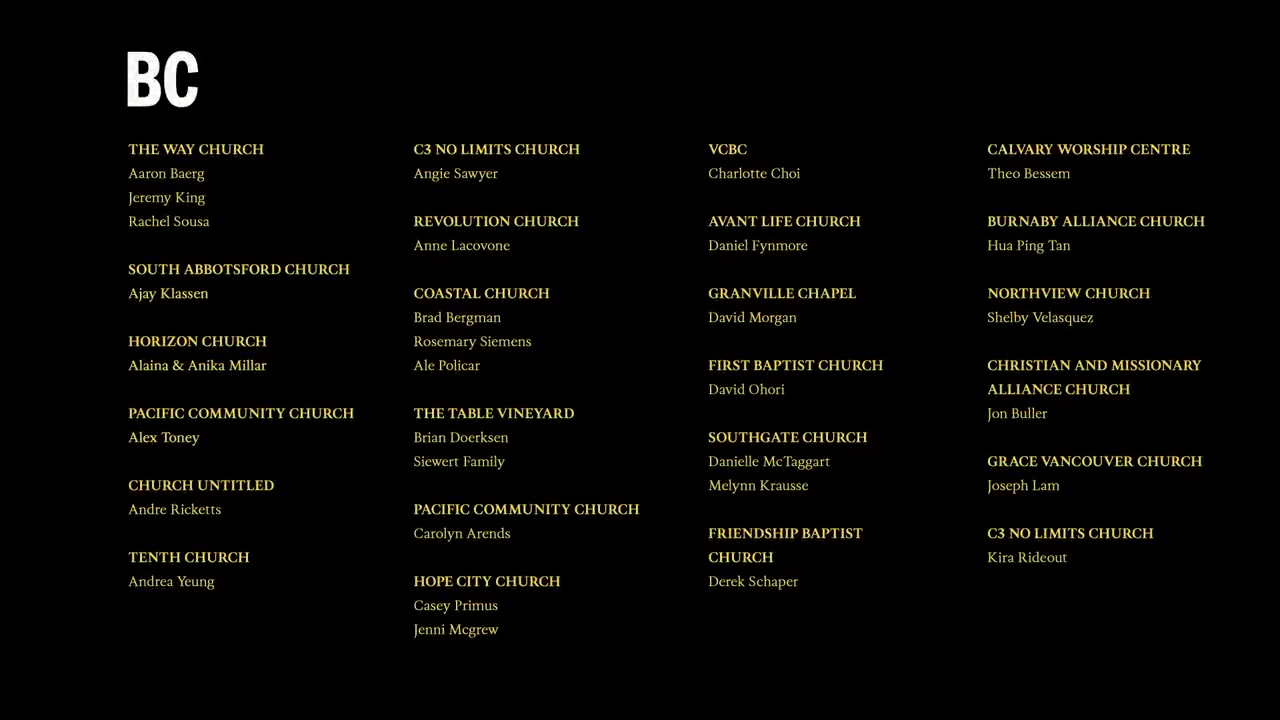 BC
THE WAY CHURCH
Aaron Baerg
Jeremy King
Rachel Sousa
SOUTH ABBOTSFORD CHURCH
Ajay Klassen
HORIZON CHURCH
Alaina & Anika Millar
PACIFIC COMMUNITY CHURCH
Alex Toney
CHURCH UNTITLED
Andre Ricketts
TENTH CHURCH
Andrea Yeung
C3 NO LIMITS CHURCH
Angie Sawyer
REVOLUTION CHURCH
Anne Lacovone
COASTAL CHURCH
Brad Bergman
Rosemary Siemens
Ale Policar
THE TABLE VINEYARD
Brian Doerksen
Siewert Family
PACIFIC COMMUNITY CHURCH
Carolyn Arends
HOPE CITY CHURCH
Casey Primus
Jenni Mcgrew
VCBC
Charlotte Choi
AVANT LIFE CHURCH
Daniel Fynmore
GRANVILLE CHAPEL
David Morgan
FIRST BAPTIST CHURCH
David Ohori
SOUTHGATE CHURCH
Danielle McTaggart
Melynn Krausse
FRIENDSHIP BAPTIST
CHURCH
Derek Schaper
CALVARY WORSHIP CENTRE
Theo Bessem
BURNABY ALLIANCE CHURCH
Hua Ping Tan
NORTHVIEW CHURCH
Shelby Velasquez
CHRISTIAN AND MISSIONARY
ALLIANCE CHURCH
Jon Buller
GRACE VANCOUVER CHURCH
Joseph Lam
C3 NO LIMITS CHURCH
Kira Rideout